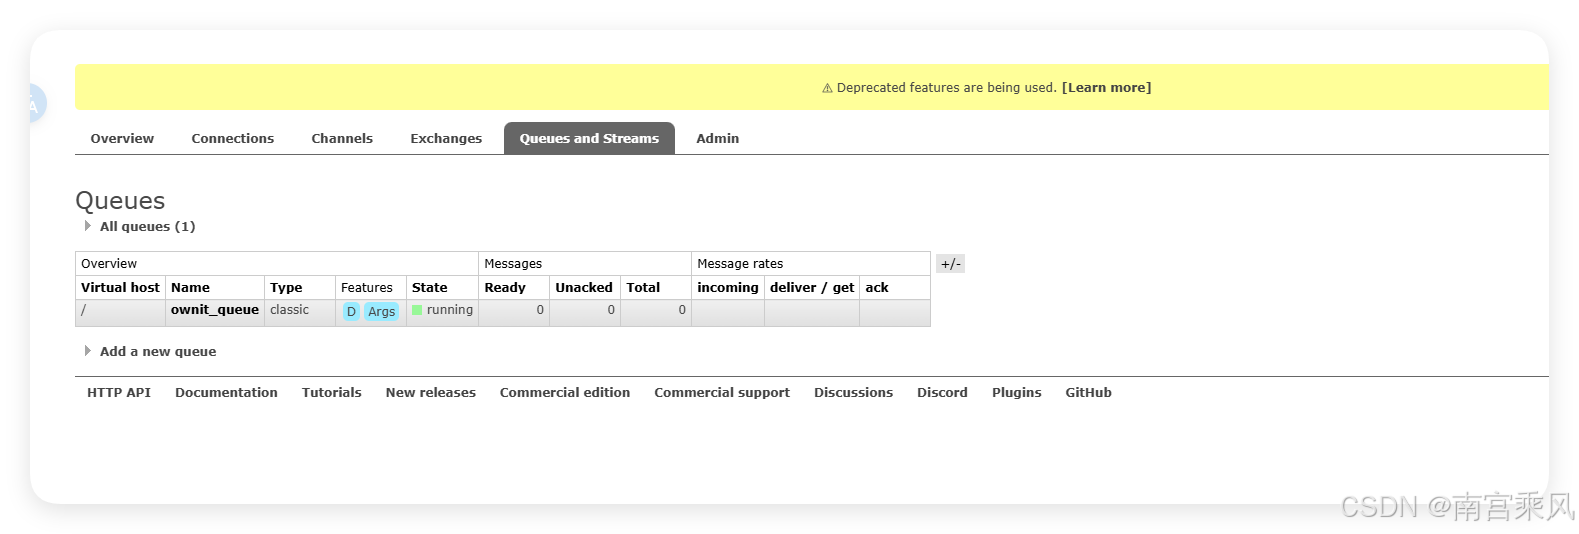 ⚠ Deprecated features are being used. [Learn more]
A
Overview Connections Channels Exchanges Queues and Streams Admin
Queues
All queues (1)
Overview Messages Message rates +/-
Virtual host Name Type Features State Ready Unacked Total incoming deliver / get ack
/ ownit_queue classic D Args running 0 0 0
Add a new queue
HTTP API Documentation Tutorials New releases Commercial edition Commercial support Discussions Discord Plugins GitHub
CSDN @南宫乘风